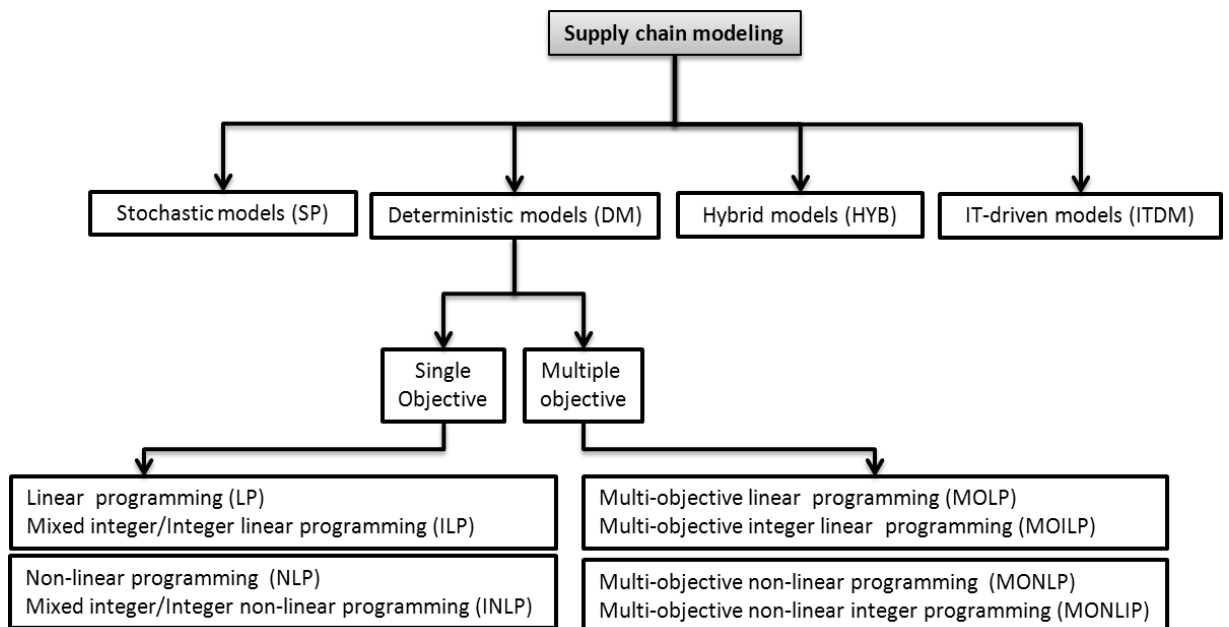 Supply chain modeling
Stochastic models (SP)
Deterministic models (DM)
Hybrid models (HYB)
IT-driven models (ITDM)
Single
Objective
Multiple
objective
Linear programming (LP)
Mixed integer/Integer linear programming (ILP)
Multi-objective linear programming (MOLP)
Multi-objective integer linear programming (MOILP)
Non-linear programming (NLP)
Mixed integer/Integer non-linear programming (INLP)
Multi-objective non-linear programming (MONLP)
Multi-objective non-linear integer programming (MONLIP)